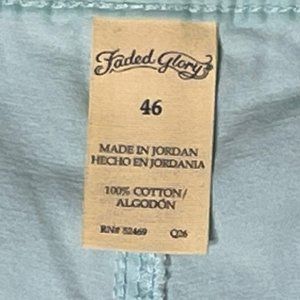 Faded Glory
46
MADE IN JORDAN
HECHO EN JORDANIA
100% COTTON/
ALGODÓN
RN# 52469 Q26